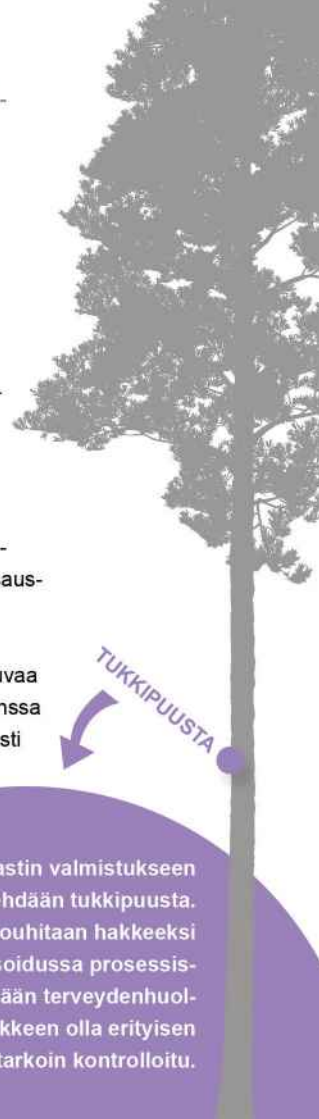 -
-
-
-
aus-
uvaa
nssa
sti
TUKKIPUUSTA
astin valmistukseen
ehdään tukkipuusta.
ouhitaan hakkeeksi
soidussa prosessis-
ään terveydenhuol-
kkeen olla erityisen
tarkoin kontrolloitu.